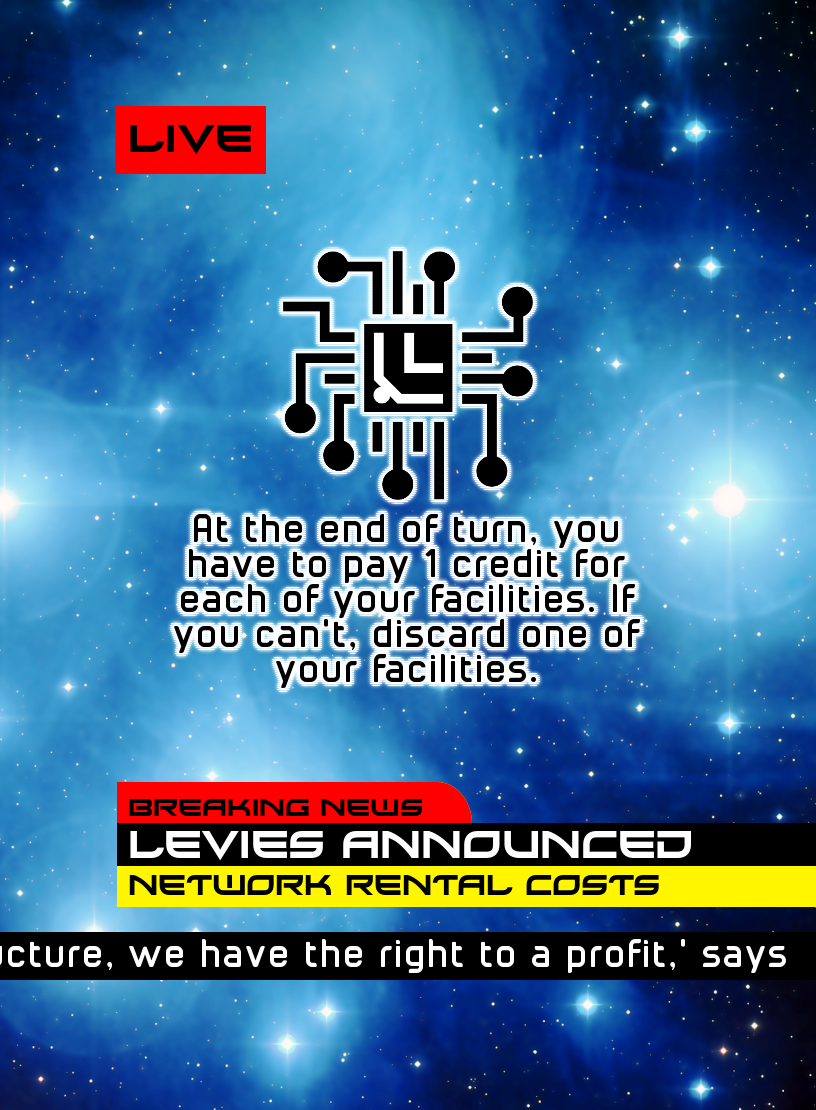 LIVE
At the end of turn, you
have to pay 1 credit for
each of your facilities. If
you can't, discard one of
your facilities.
BREAKING NEWS
LEVIES ANNOUNCED
NETWORK RENTAL COSTS
ucture, we have the right to a profit,' says